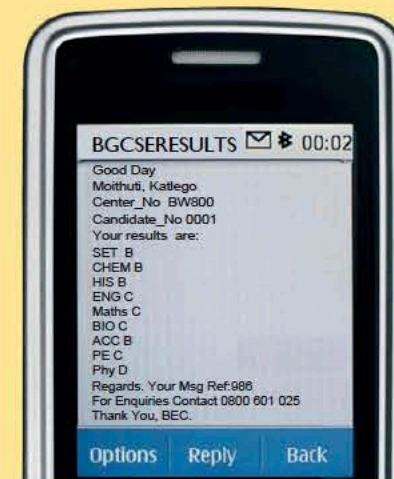 BGCSERESULTS 00:02
Good Day
Moithuti, Katlego
Center_No BW800
Candidate_No 0001
Your results are:
SET B
CHEM B
HIS B
ENG C
Maths C
BIO C
ACC B
PE C
Phy D
Regards. Your Msg Ref:986
For Enquiries Contact 0800 601 025
Thank You, BEC.
Options Reply Back